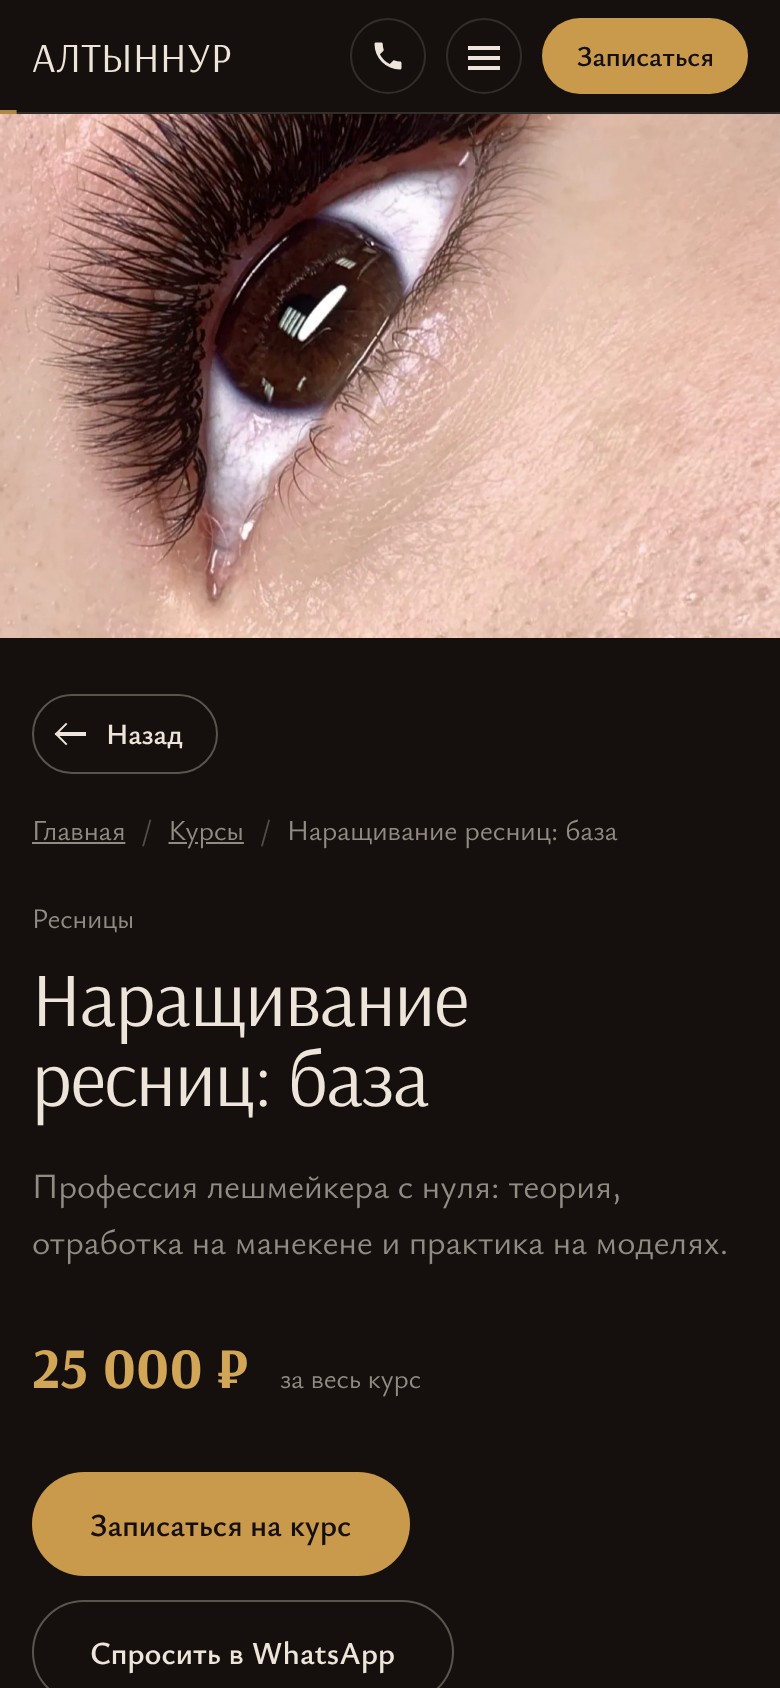 АЛТЫННУР
Записаться
Назад
Главная / Курсы / Наращивание ресниц: база
Ресницы
Наращивание
ресниц: база
Профессия лешмейкера с нуля: теория,
отработка на манекене и практика на моделях.
25 000 ₽ за весь курс
Записаться на курс
Спросить в WhatsApp